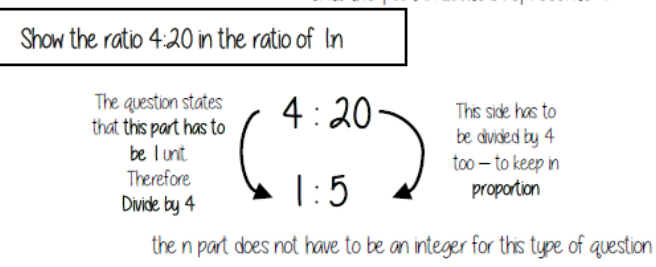 Show the ratio 4:20 in the ratio of 1:n
The question states
that this part has to
be 1 unit.
Therefore
Divide by 4
4 : 20
1 : 5
This side has to
be divided by 4
too – to keep in
proportion
the n part does not have to be an integer for this type of question